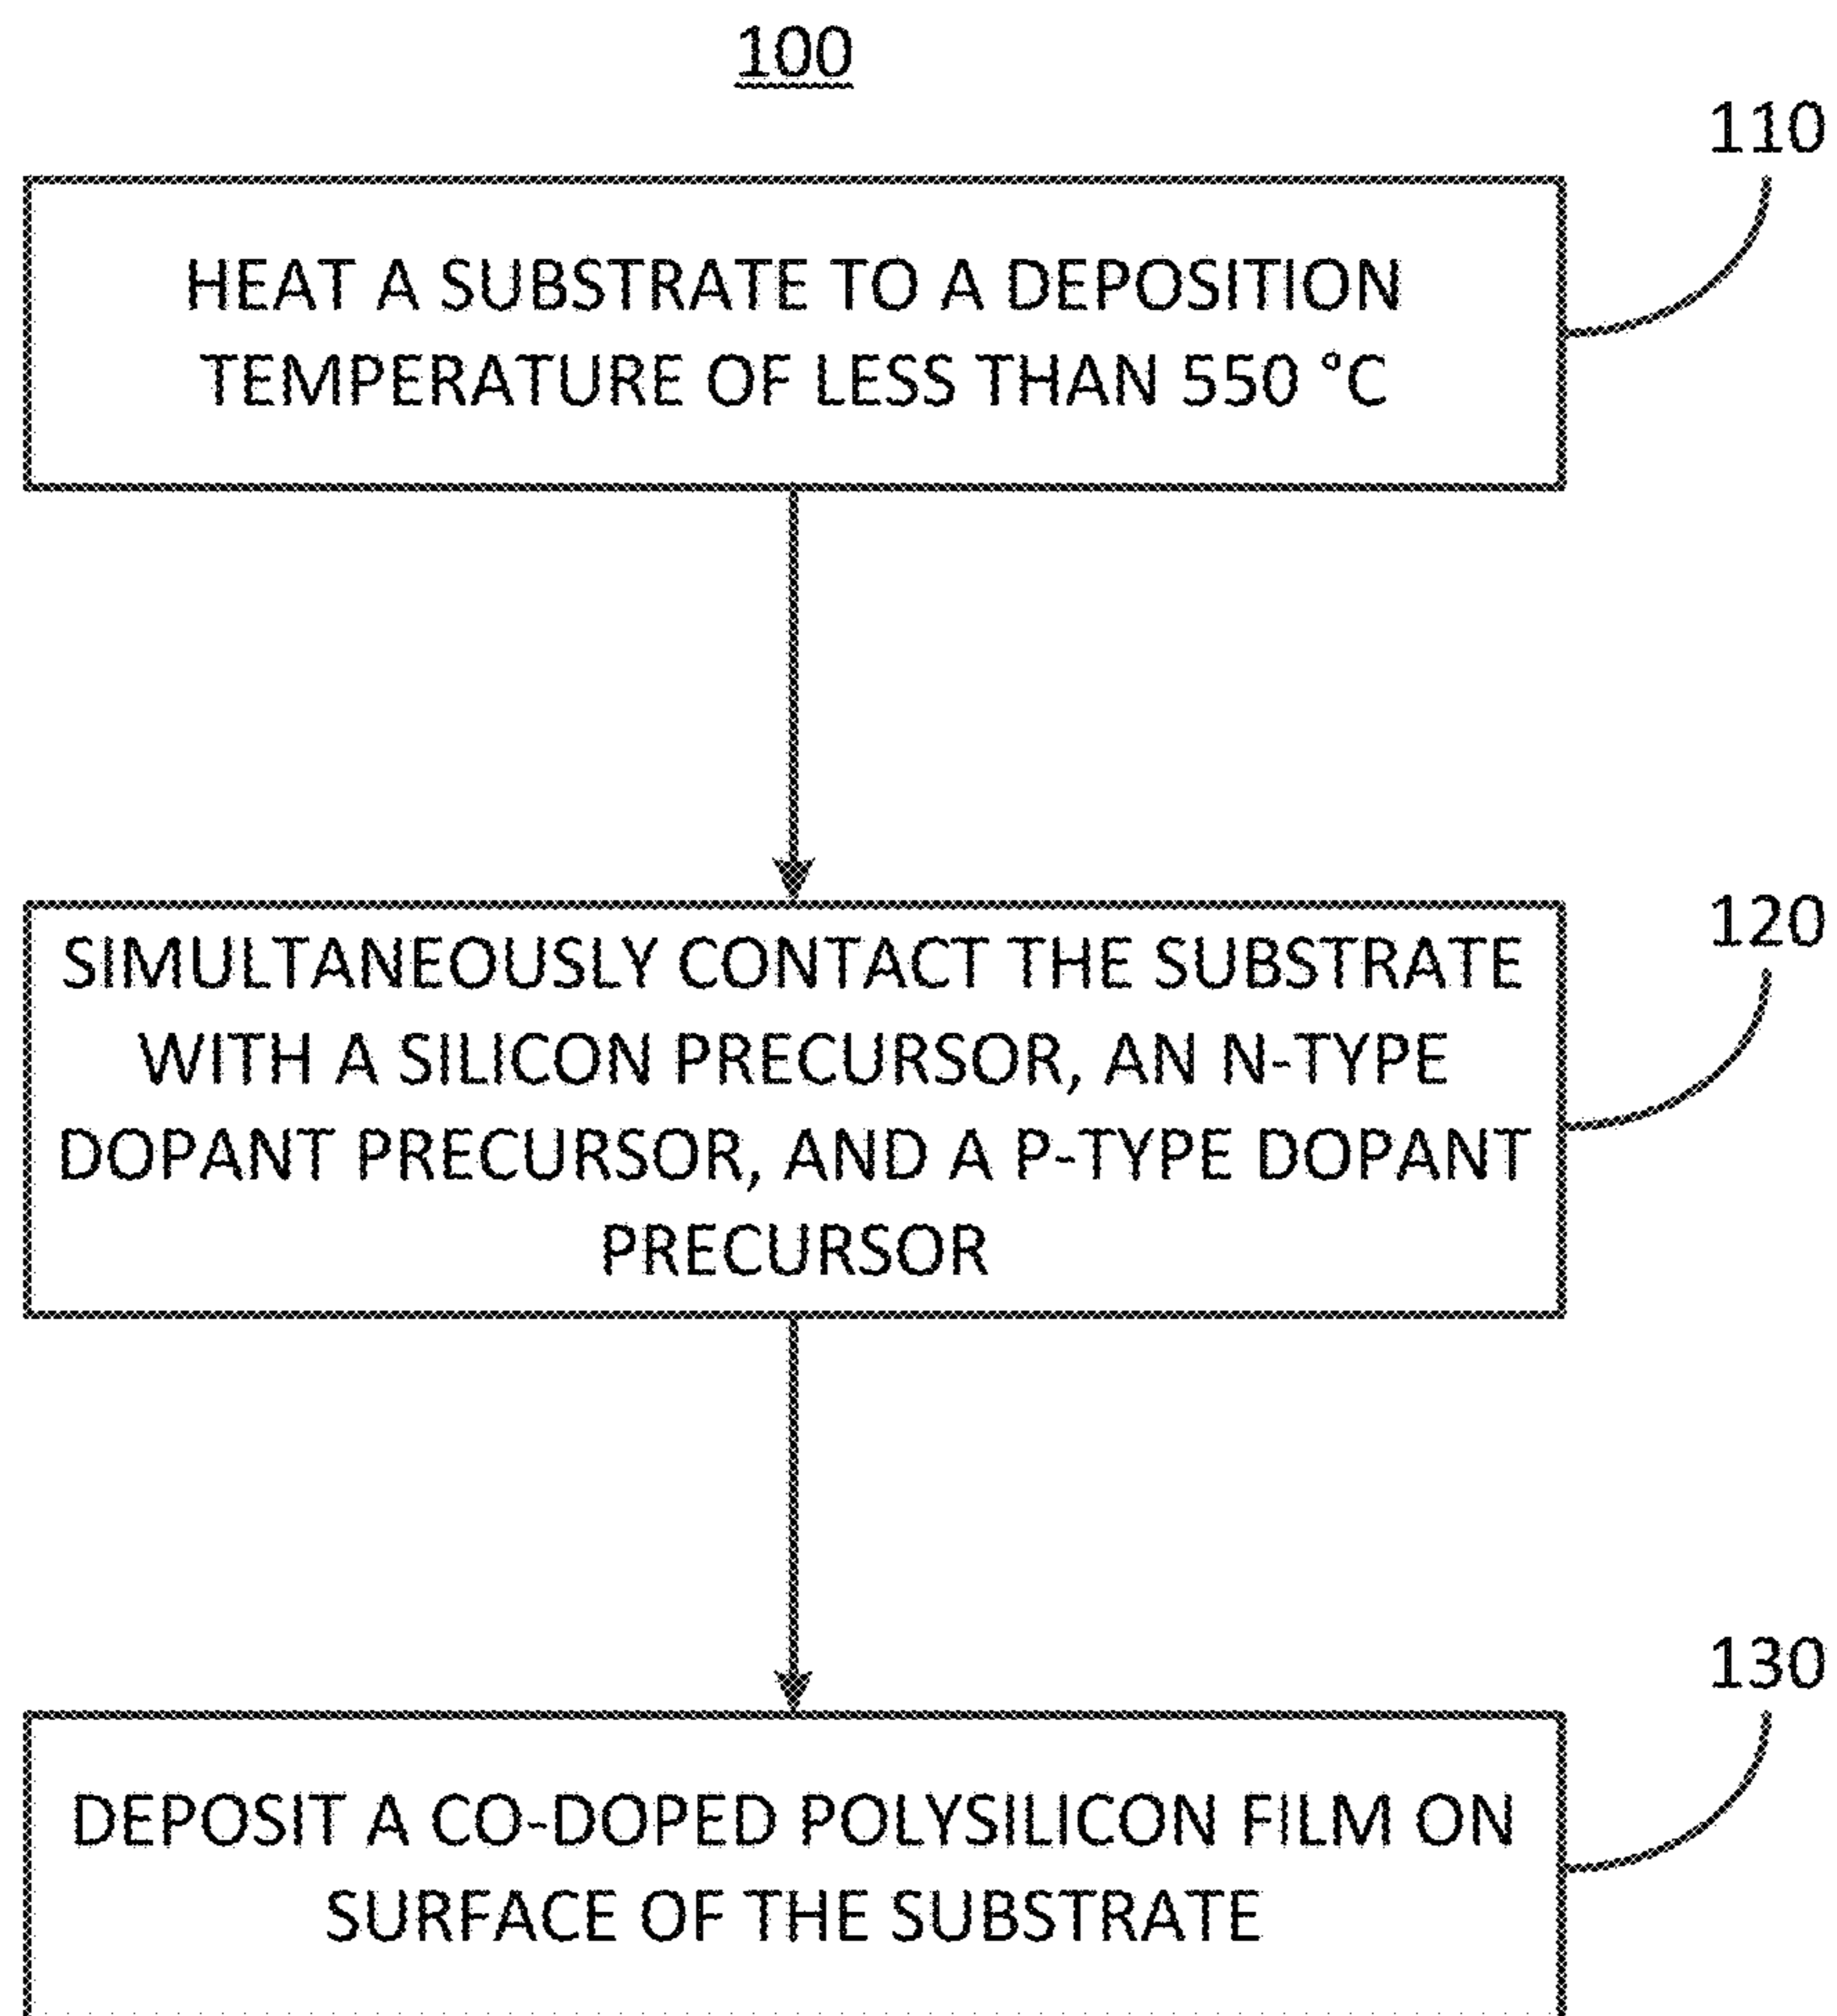 100
110
HEAT A SUBSTRATE TO A DEPOSITION
TEMPERATURE OF LESS THAN 550 °C
120
SIMULTANEOUSLY CONTACT THE SUBSTRATE
WITH A SILICON PRECURSOR, AN N-TYPE
DOPANT PRECURSOR, AND A P-TYPE DOPANT
PRECURSOR
130
DEPOSIT A CO-DOPED POLYSILICON FILM ON
SURFACE OF THE SUBSTRATE